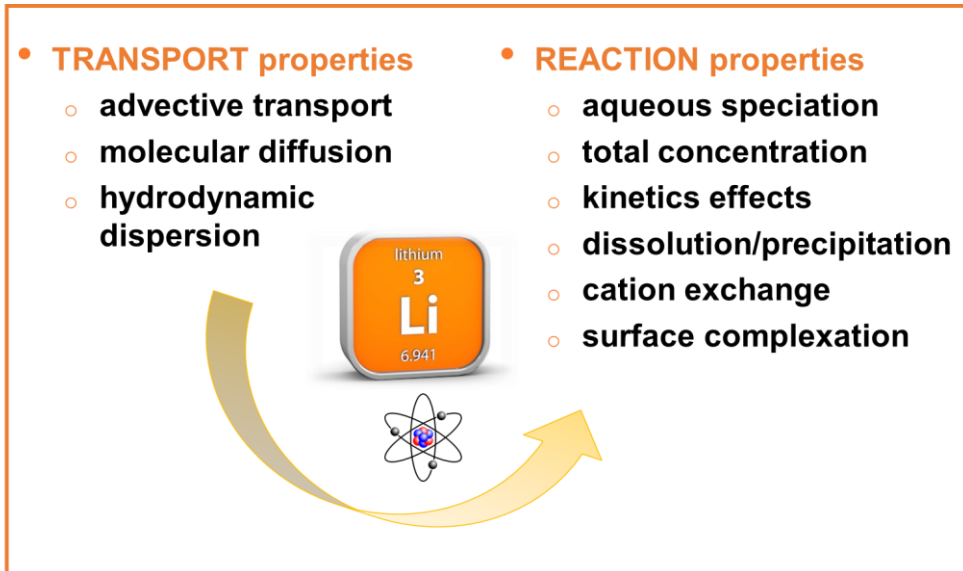 • TRANSPORT properties
○ advective transport
○ molecular diffusion
○ hydrodynamic
dispersion
• REACTION properties
○ aqueous speciation
○ total concentration
○ kinetics effects
○ dissolution/precipitation
○ cation exchange
○ surface complexation
lithium
3
Li
6.941